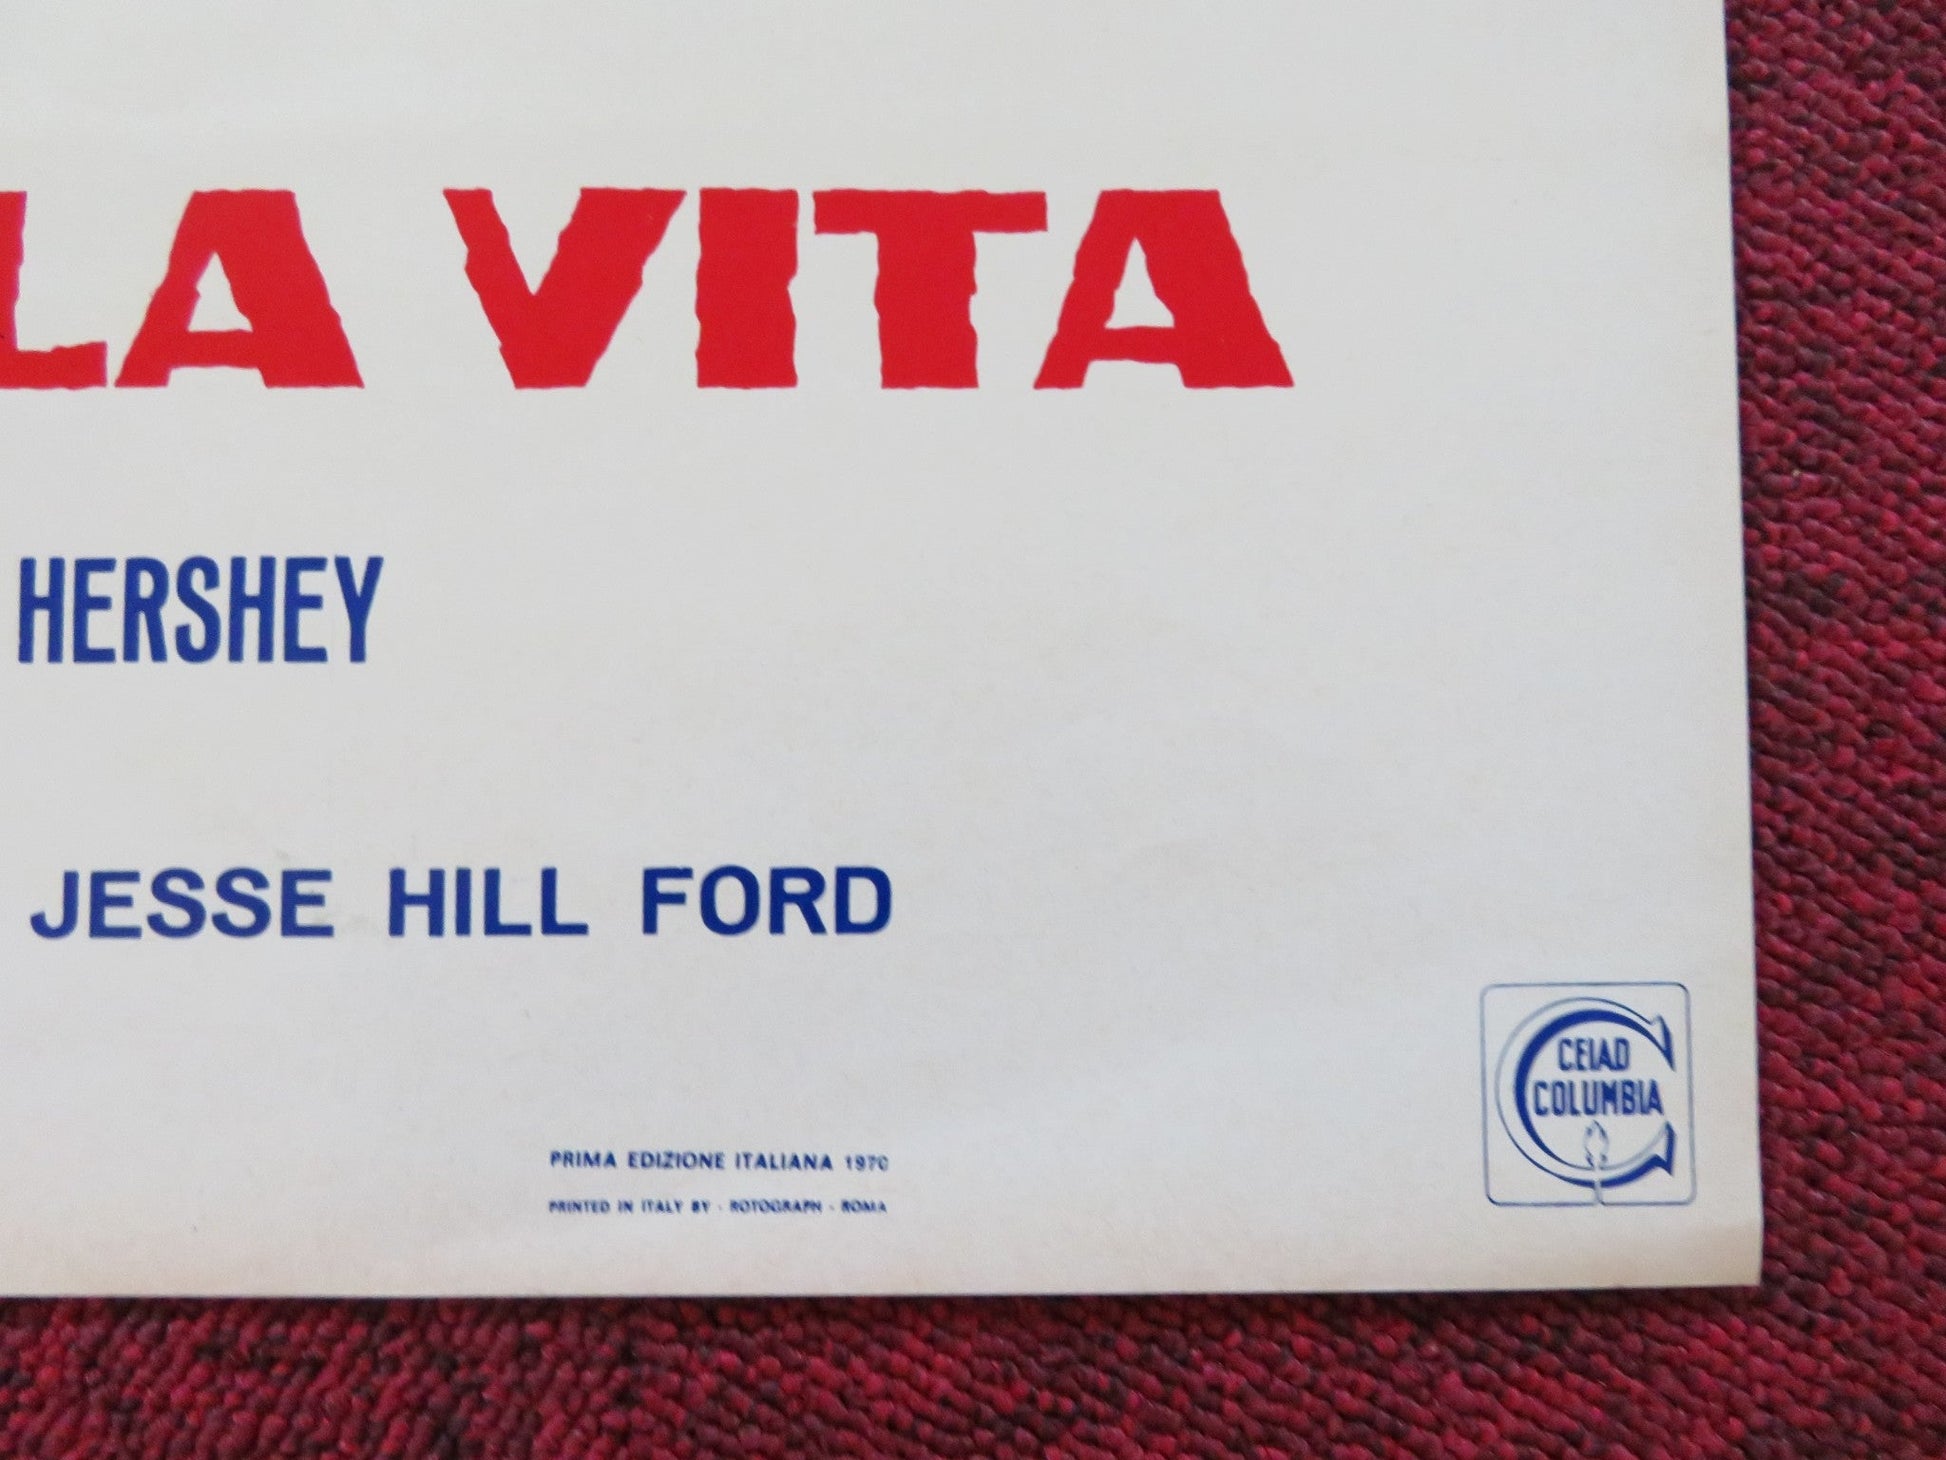 LA VITA
HERSHEY
JESSE HILL FORD
CEIAD
COLUMBIA
PRIMA EDIZIONE ITALIANA 1970
PRINTED IN ITALY BY - ROTOGRAPH - ROMA